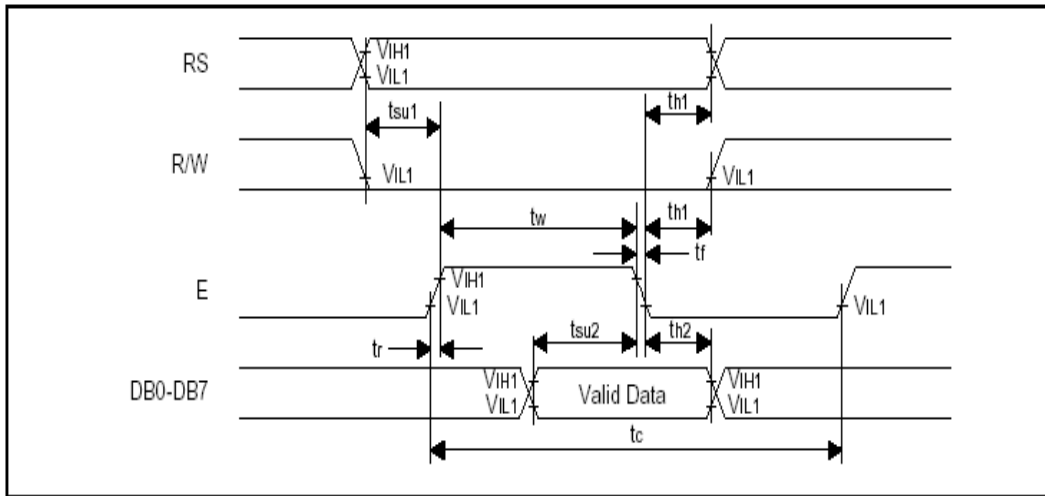 RS
VIH1
VIL1
tsu1
th1
R/W
VIL1
VIL1
tw
th1
tf
E
VIH1
VIL1
VIL1
tr
tsu2
th2
DB0-DB7
VIH1
VIL1
Valid Data
VIH1
VIL1
tc